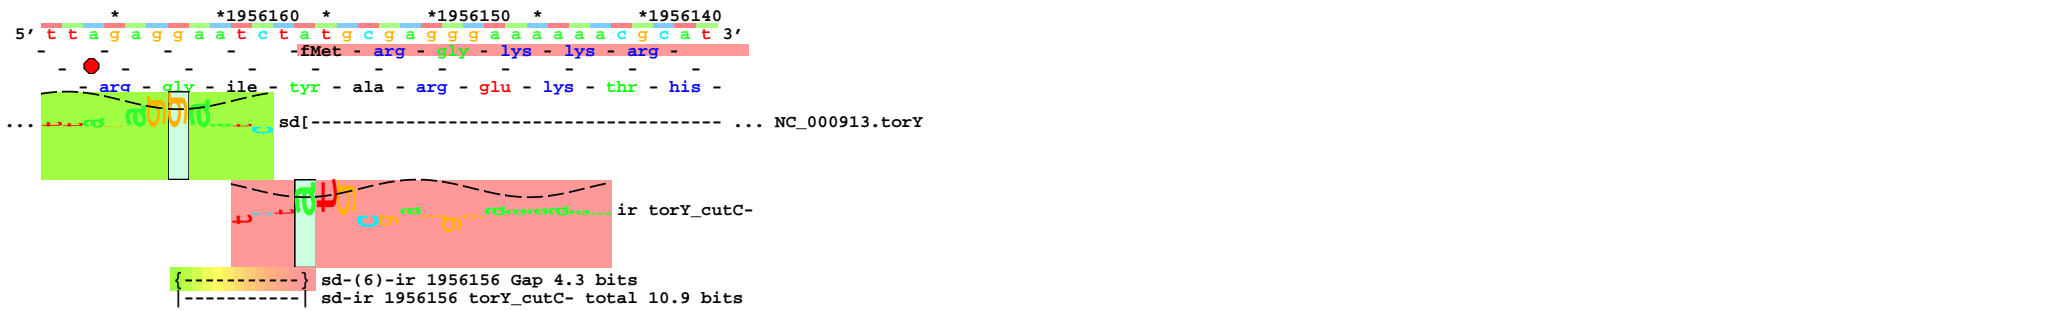 * *1956160 * *1956150 * *1956140
5' t t a g a g g a a t c t a t g c g a g g g a a a a a a c g c a t 3'
- - - - -fMet - arg - gly - lys - lys - arg -
- - - - - - - - - - -
- arg - gly - ile - tyr - ala - arg - glu - lys - thr - his -
... sd[--------------------------------------- ... NC_000913.torY
ir torY_cutC-
{-----------} sd-(6)-ir 1956156 Gap 4.3 bits
|-----------| sd-ir 1956156 torY_cutC- total 10.9 bits